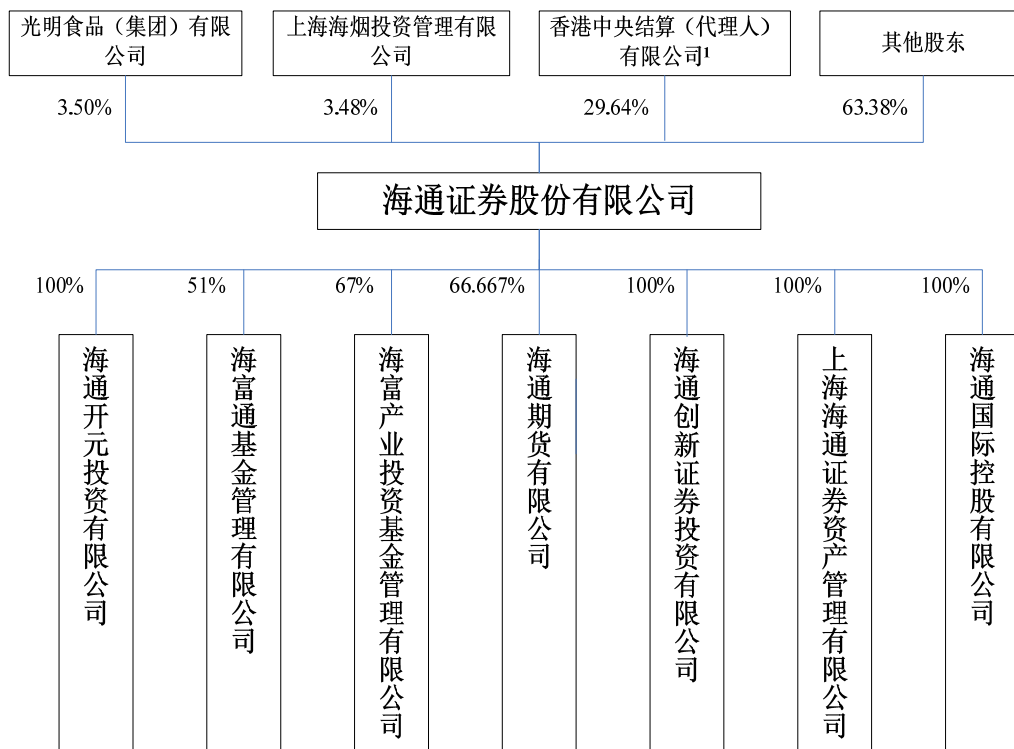 光明食品（集团）有限
公司
上海海烟投资管理有限
公司
香港中央结算（代理人）
有限公司¹
其他股东
3.50%
3.48%
29.64%
63.38%
海通证券股份有限公司
100%
51%
67%
66.667%
100%
100%
100%
海通开元投资有限公司
海富通基金管理有限公司
海富产业投资基金管理有限公司
海通期货有限公司
海通创新证券投资有限公司
上海海通证券资产管理有限公司
海通国际控股有限公司